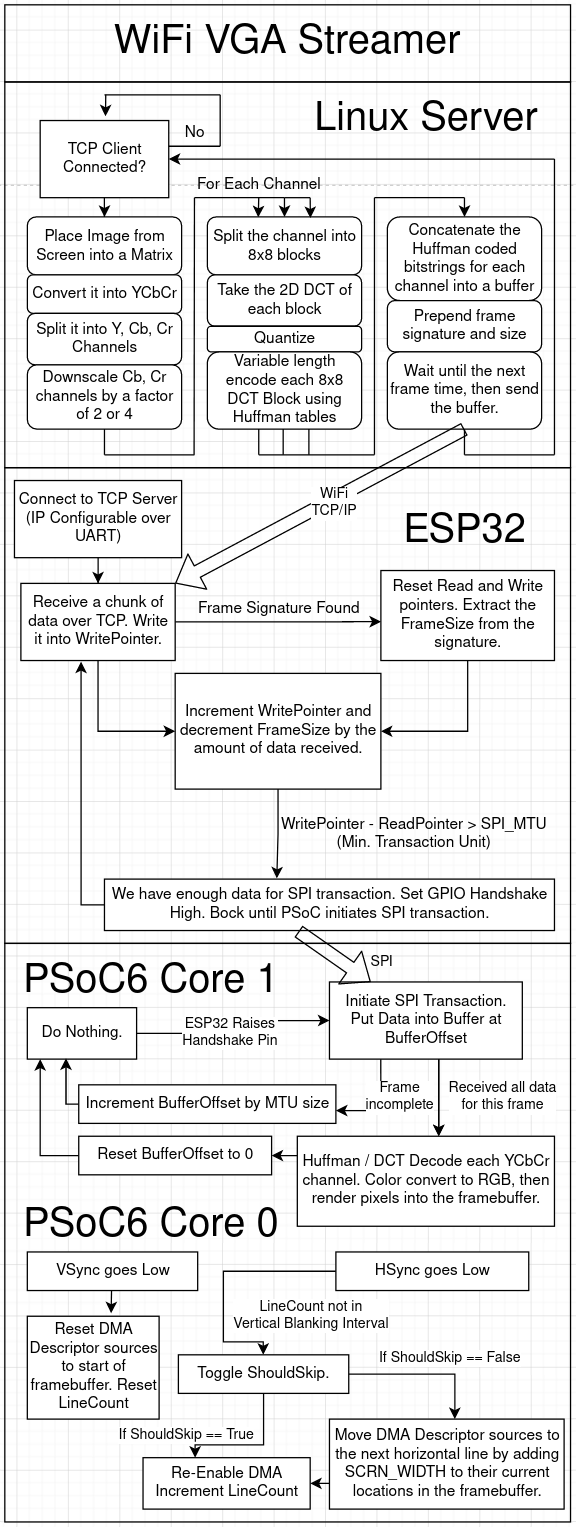 WiFi VGA Streamer
Linux Server
No
TCP Client
Connected?
For Each Channel
Place Image from
Screen into a Matrix
Convert it into YCbCr
Split it into Y, Cb, Cr
Channels
Downscale Cb, Cr
channels by a factor
of 2 or 4
Split the channel into
8x8 blocks
Take the 2D DCT of
each block
Quantize
Variable length
encode each 8x8
DCT Block using
Huffman tables
Concatenate the
Huffman coded
bitstrings for each
channel into a buffer
Prepend frame
signature and size
Wait until the next
frame time, then send
the buffer.
WiFi
TCP/IP
ESP32
Connect to TCP Server
(IP Configurable over
UART)
Receive a chunk of
data over TCP. Write
it into WritePointer.
Frame Signature Found
Reset Read and Write
pointers. Extract the
FrameSize from the
signature.
Increment WritePointer and
decrement FrameSize by the
amount of data received.
WritePointer - ReadPointer > SPI_MTU
(Min. Transaction Unit)
We have enough data for SPI transaction. Set GPIO Handshake
High. Bock until PSoC initiates SPI transaction.
SPI
PSoC6 Core 1
Do Nothing.
ESP32 Raises
Handshake Pin
Initiate SPI Transaction.
Put Data into Buffer at
BufferOffset
Frame
incomplete
Received all data
for this frame
Increment BufferOffset by MTU size
Reset BufferOffset to 0
Huffman / DCT Decode each YCbCr
channel. Color convert to RGB, then
render pixels into the framebuffer.
PSoC6 Core 0
VSync goes Low
HSync goes Low
Reset DMA
Descriptor sources
to start of
framebuffer. Reset
LineCount
LineCount not in
Vertical Blanking Interval
Toggle ShouldSkip.
If ShouldSkip == False
If ShouldSkip == True
Move DMA Descriptor sources to
the next horizontal line by adding
SCRN_WIDTH to their current
locations in the framebuffer.
Re-Enable DMA
Increment LineCount